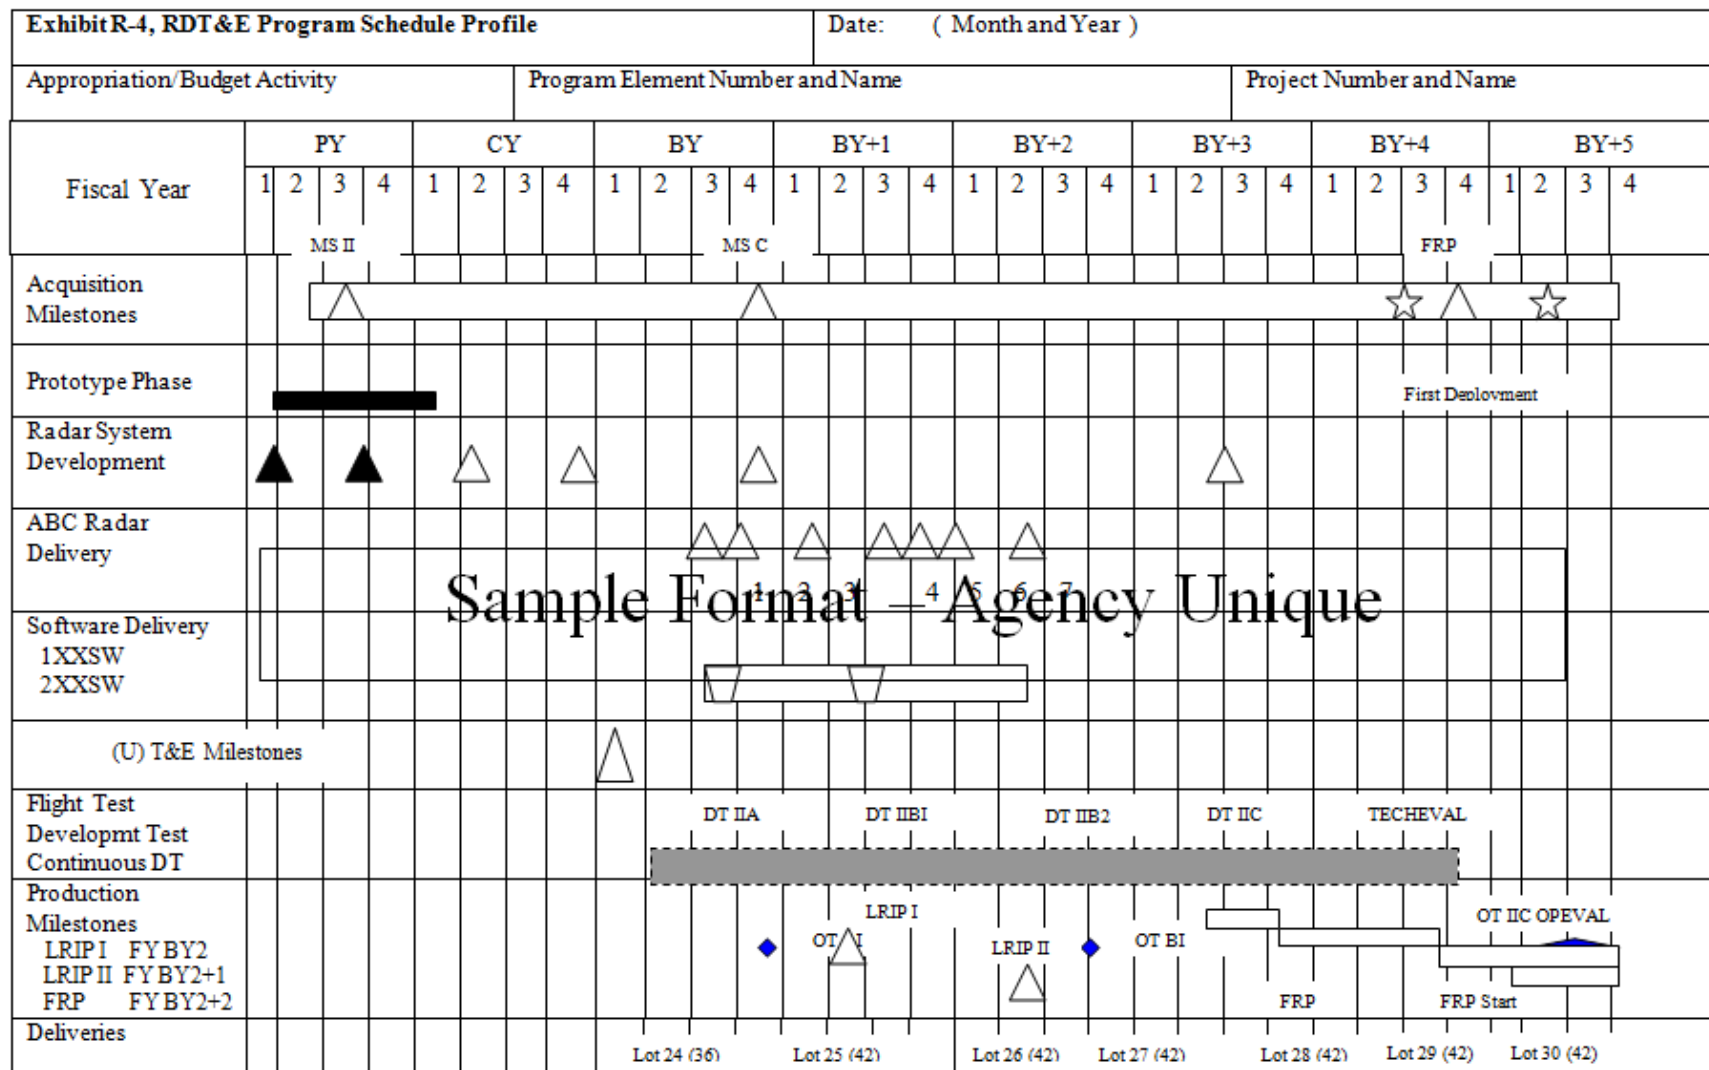 Exhibit R-4, RDT&E Program Schedule Profile
Date: ( Month and Year )
Appropriation/Budget Activity
Program Element Number and Name
Project Number and Name
Fiscal Year
PY CY BY BY+1 BY+2 BY+3 BY+4 BY+5
1 2 3 4 1 2 3 4 1 2 3 4 1 2 3 4 1 2 3 4 1 2 3 4 1 2 3 4 1 2 3 4
MS II MS C FRP
Acquisition
Milestones
Prototype Phase
First Deployment
Radar System
Development
ABC Radar
Delivery
1 2 3 4 5 6 7
Sample Format – Agency Unique
Software Delivery
1XXSW
2XXSW
(U) T&E Milestones
Flight Test
Developmt Test
Continuous DT
DT IIA DT IIBI DT IIB2 DT IIC TECHEVAL
Production
Milestones
LRIP I FY BY2
LRIP II FY BY2+1
FRP FY BY2+2
LRIP I
OT IIC OPEVAL
OT
LRIP II
OT BI
FRP
FRP Start
Deliveries
Lot 24 (36) Lot 25 (42) Lot 26 (42) Lot 27 (42) Lot 28 (42) Lot 29 (42) Lot 30 (42)